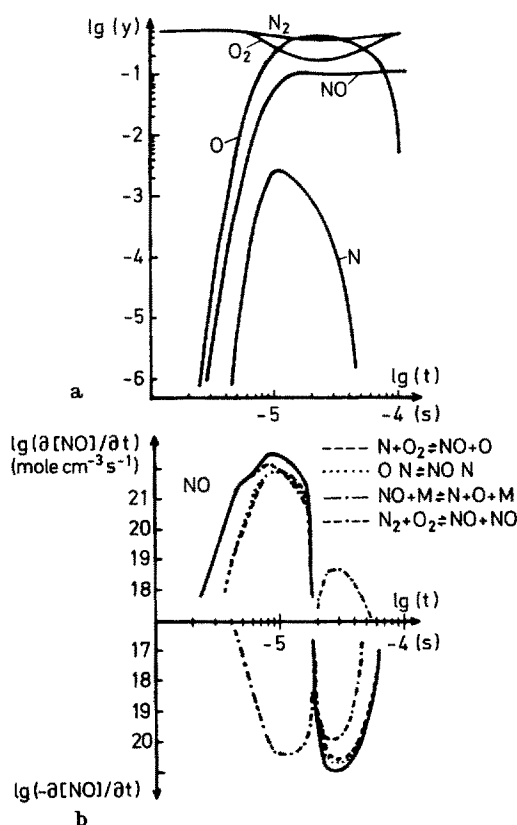 lg (y)
N₂
O₂
-1
NO
-2
O
-3
-4
N
-5
lg (t)
-6
a
-5
-4
(s)
lg (∂[NO]/∂t)
(mole cm⁻³ s⁻¹)
NO
N+O₂⇌NO+O
O N⇌NO N
NO+M⇌N+O+M
N₂+O₂⇌NO+NO
21
20
19
18
lg (t)
-5
-4 (s)
17
18
19
20
lg(-∂[NO]/∂t)
b